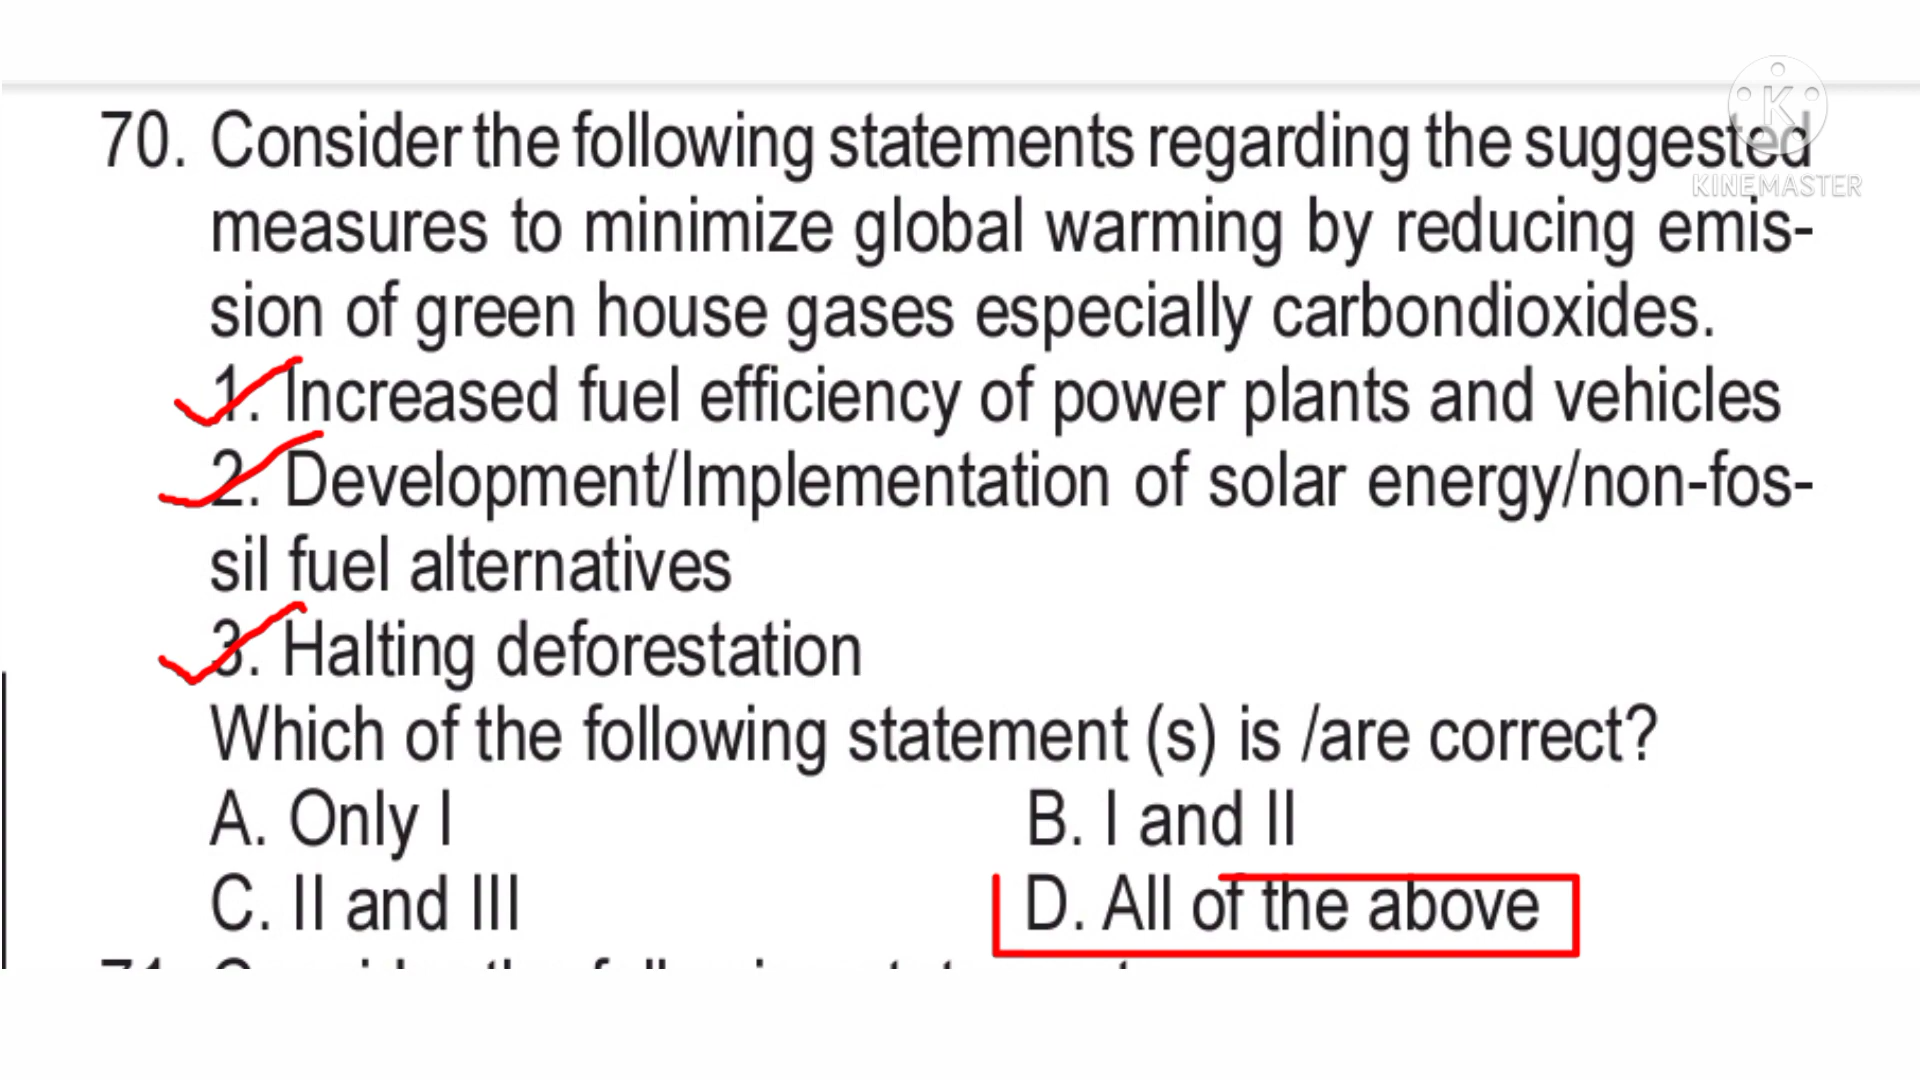 70. Consider the following statements regarding the suggested
KINEMASTER
measures to minimize global warming by reducing emis-
sion of green house gases especially carbondioxides.
1. Increased fuel efficiency of power plants and vehicles
2. Development/Implementation of solar energy/non-fos-
sil fuel alternatives
3. Halting deforestation
Which of the following statement (s) is /are correct?
A. Only I B. I and II
C. II and III D. All of the above